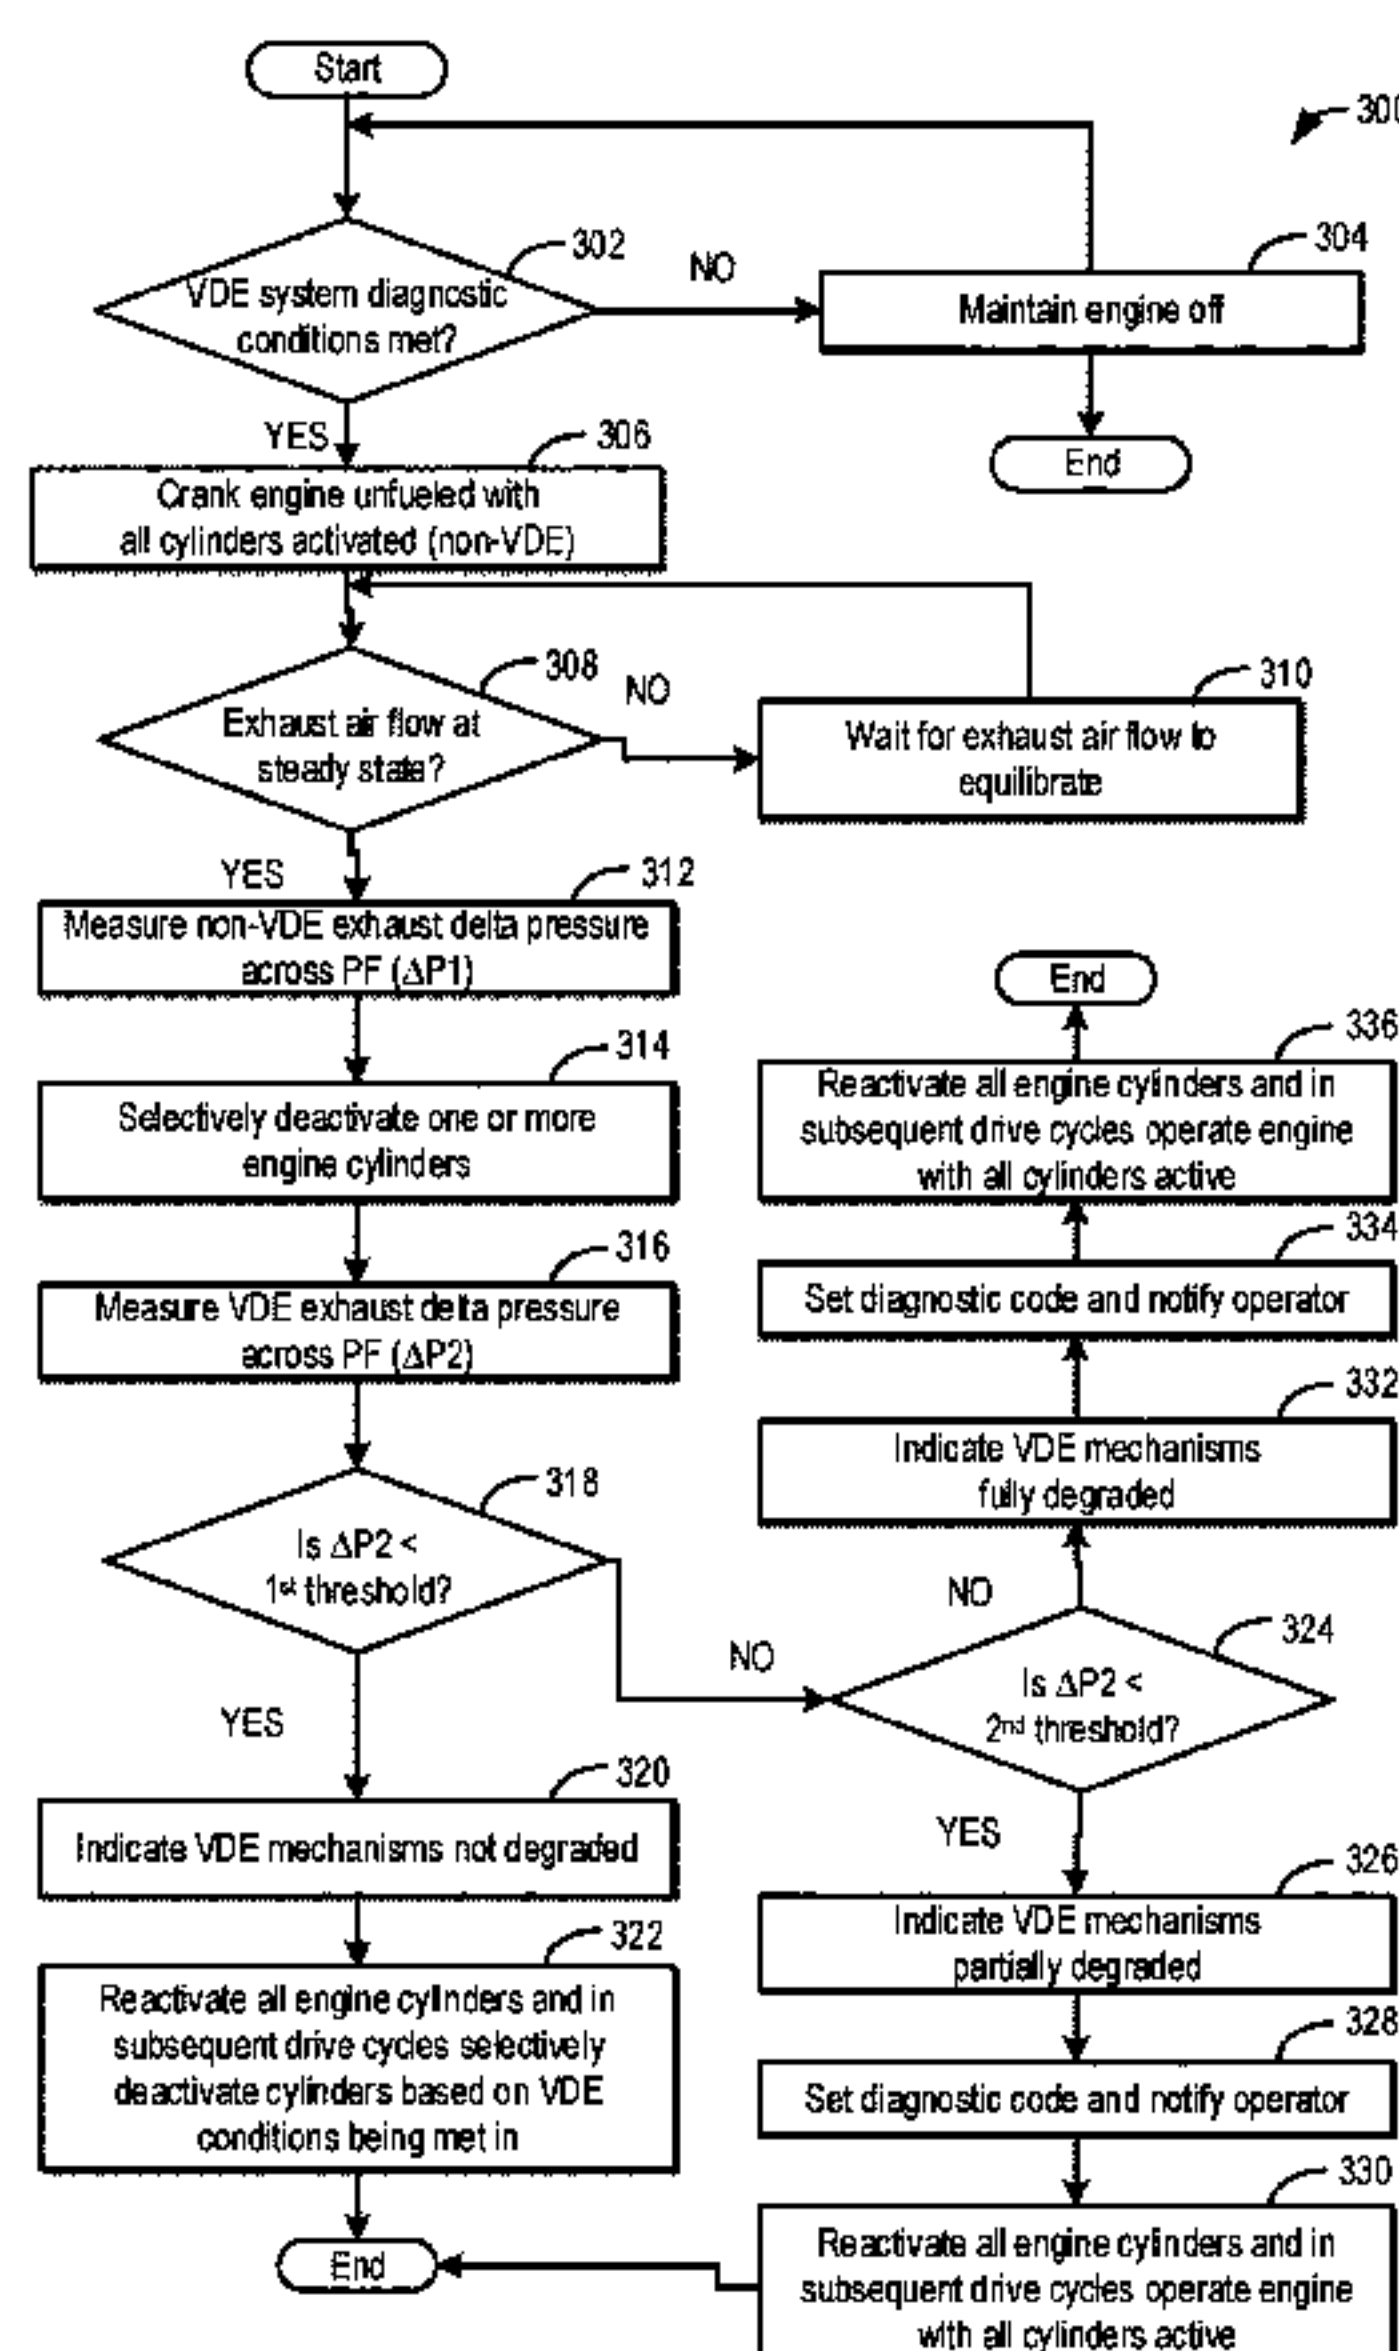 Start
300
302
VDE system diagnostic
conditions met?
NO
304
Maintain engine off
End
YES
306
Crank engine unfueled with
all cylinders activated (non-VDE)
308
Exhaust air flow at
steady state?
NO
310
Wait for exhaust air flow to
equilibrate
YES
312
Measure non-VDE exhaust delta pressure
across PF (ΔP1)
314
Selectively deactivate one or more
engine cylinders
316
Measure VDE exhaust delta pressure
across PF (ΔP2)
318
Is ΔP2 <
1st threshold?
NO
YES
320
Indicate VDE mechanisms not degraded
322
Reactivate all engine cylinders and in
subsequent drive cycles selectively
deactivate cylinders based on VDE
conditions being met in
End
End
336
Reactivate all engine cylinders and in
subsequent drive cycles operate engine
with all cylinders active
334
Set diagnostic code and notify operator
332
Indicate VDE mechanisms
fully degraded
NO
324
Is ΔP2 <
2nd threshold?
YES
326
Indicate VDE mechanisms
partially degraded
328
Set diagnostic code and notify operator
330
Reactivate all engine cylinders and in
subsequent drive cycles operate engine
with all cylinders active